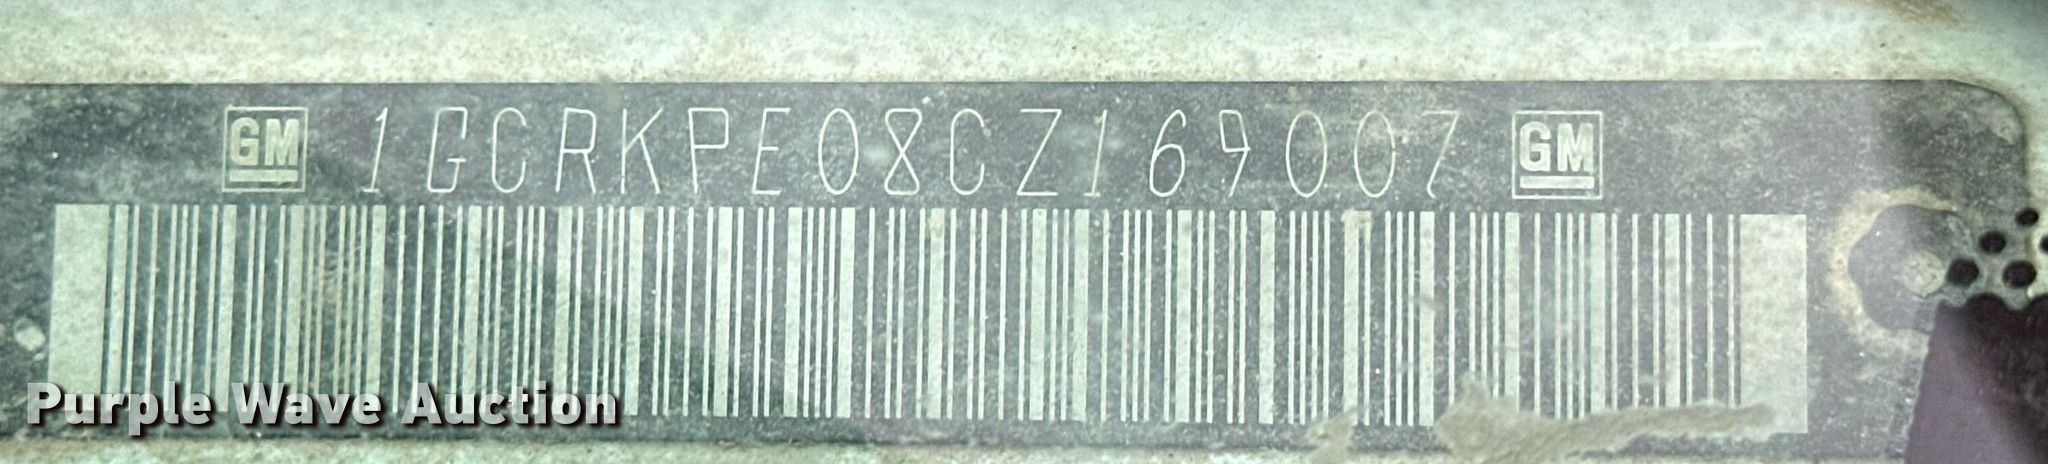 GM 1GCRKPE08CZ169007 GM
Purple Wave Auction